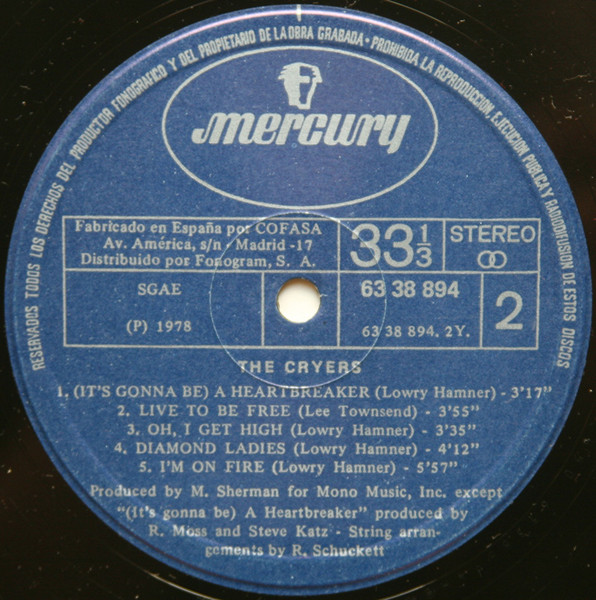 RESERVADOS TODOS LOS DERECHOS DEL PRODUCTOR FONOGRAFICO Y DEL PROPIETARIO DE LA OBRA GRABADA • PROHIBIDA LA REPRODUCCION, EJECUCION PUBLICA Y RADIODIFUSION DE ESTOS DISCOS
mercury
Fabricado en España por COFASA
Av. América, s/n - Madrid -17
Distribuido por Fonogram, S. A.
33 1/3
STEREO
SGAE
(P) 1978
63 38 894
63 38 894. 2Y.
2
THE CRYERS
1. (IT'S GONNA BE) A HEARTBREAKER (Lowry Hamner) - 3'17"
2. LIVE TO BE FREE (Lee Townsend) - 3'55"
3. OH, I GET HIGH (Lowry Hamner) - 3'35"
4. DIAMOND LADIES (Lowry Hamner) - 4'12"
5. I'M ON FIRE (Lowry Hamner) - 5'57"
Produced by M. Sherman for Mono Music, Inc. except
"(It's gonna be) A Heartbreaker" produced by
R. Moss and Steve Katz - String arran-
gements by R. Schuckett